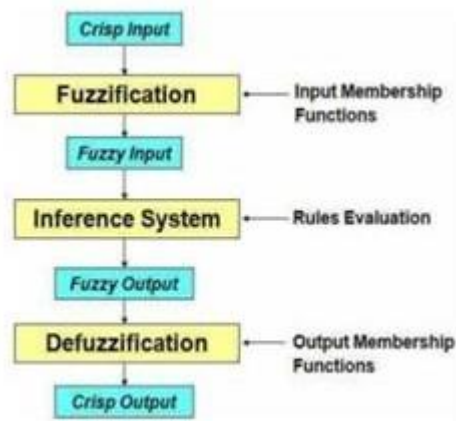 Crisp Input
Fuzzification
Input Membership
Functions
Fuzzy Input
Inference System
Rules Evaluation
Fuzzy Output
Defuzzification
Output Membership
Functions
Crisp Output